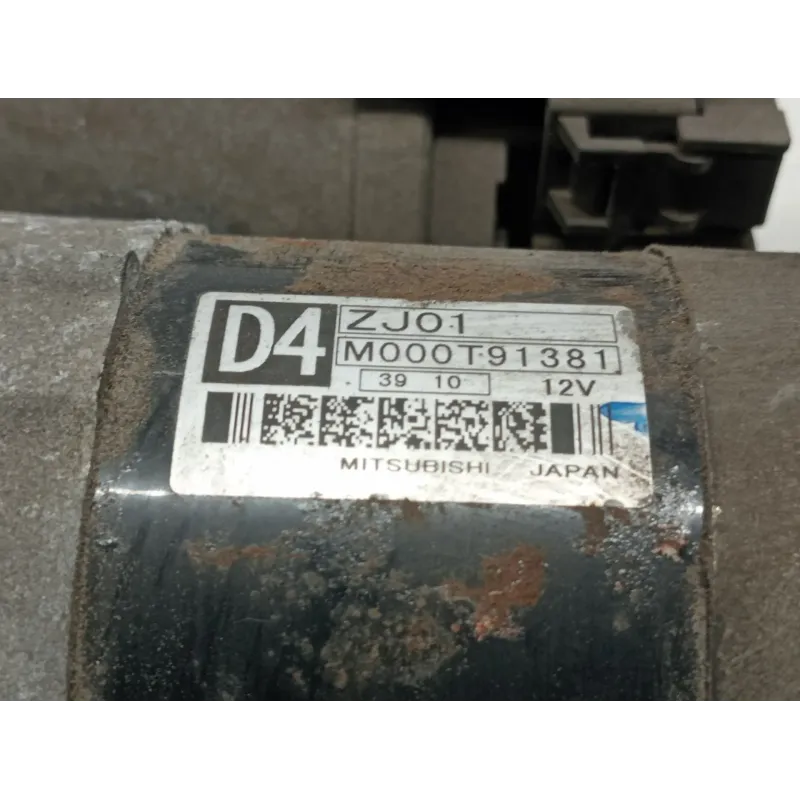 D4 ZJ01
M000T91381
39 10 12V
MITSUBISHI JAPAN